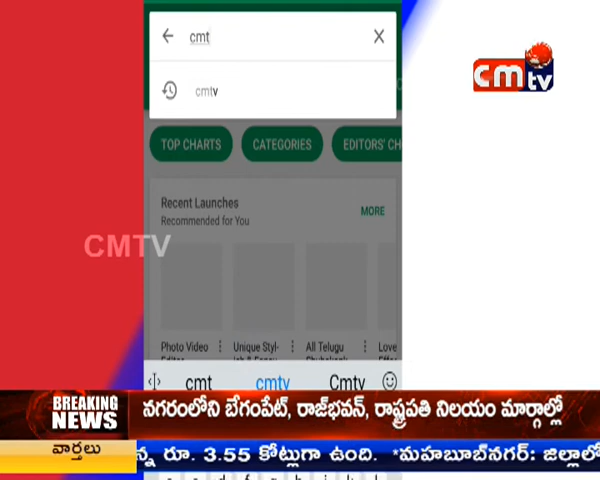 cmt
cmtv
cmtv
TOP CHARTS
CATEGORIES
EDITORS' CH
Recent Launches
Recommended for You
MORE
CMTV
Photo Video
Unique Styl-
All Telugu
Love
cmt
cmtv
Cmtv
BREAKING
NEWS
నగరంలోని బేగంపేట్, రాజ్‌భవన్, రాష్ట్రపతి నిలయం మార్గాల్లో
వార్తలు
న్న రూ. 3.55 కోట్లుగా ఉంది. *మహబూబ్‌నగర్: జిల్లాలో